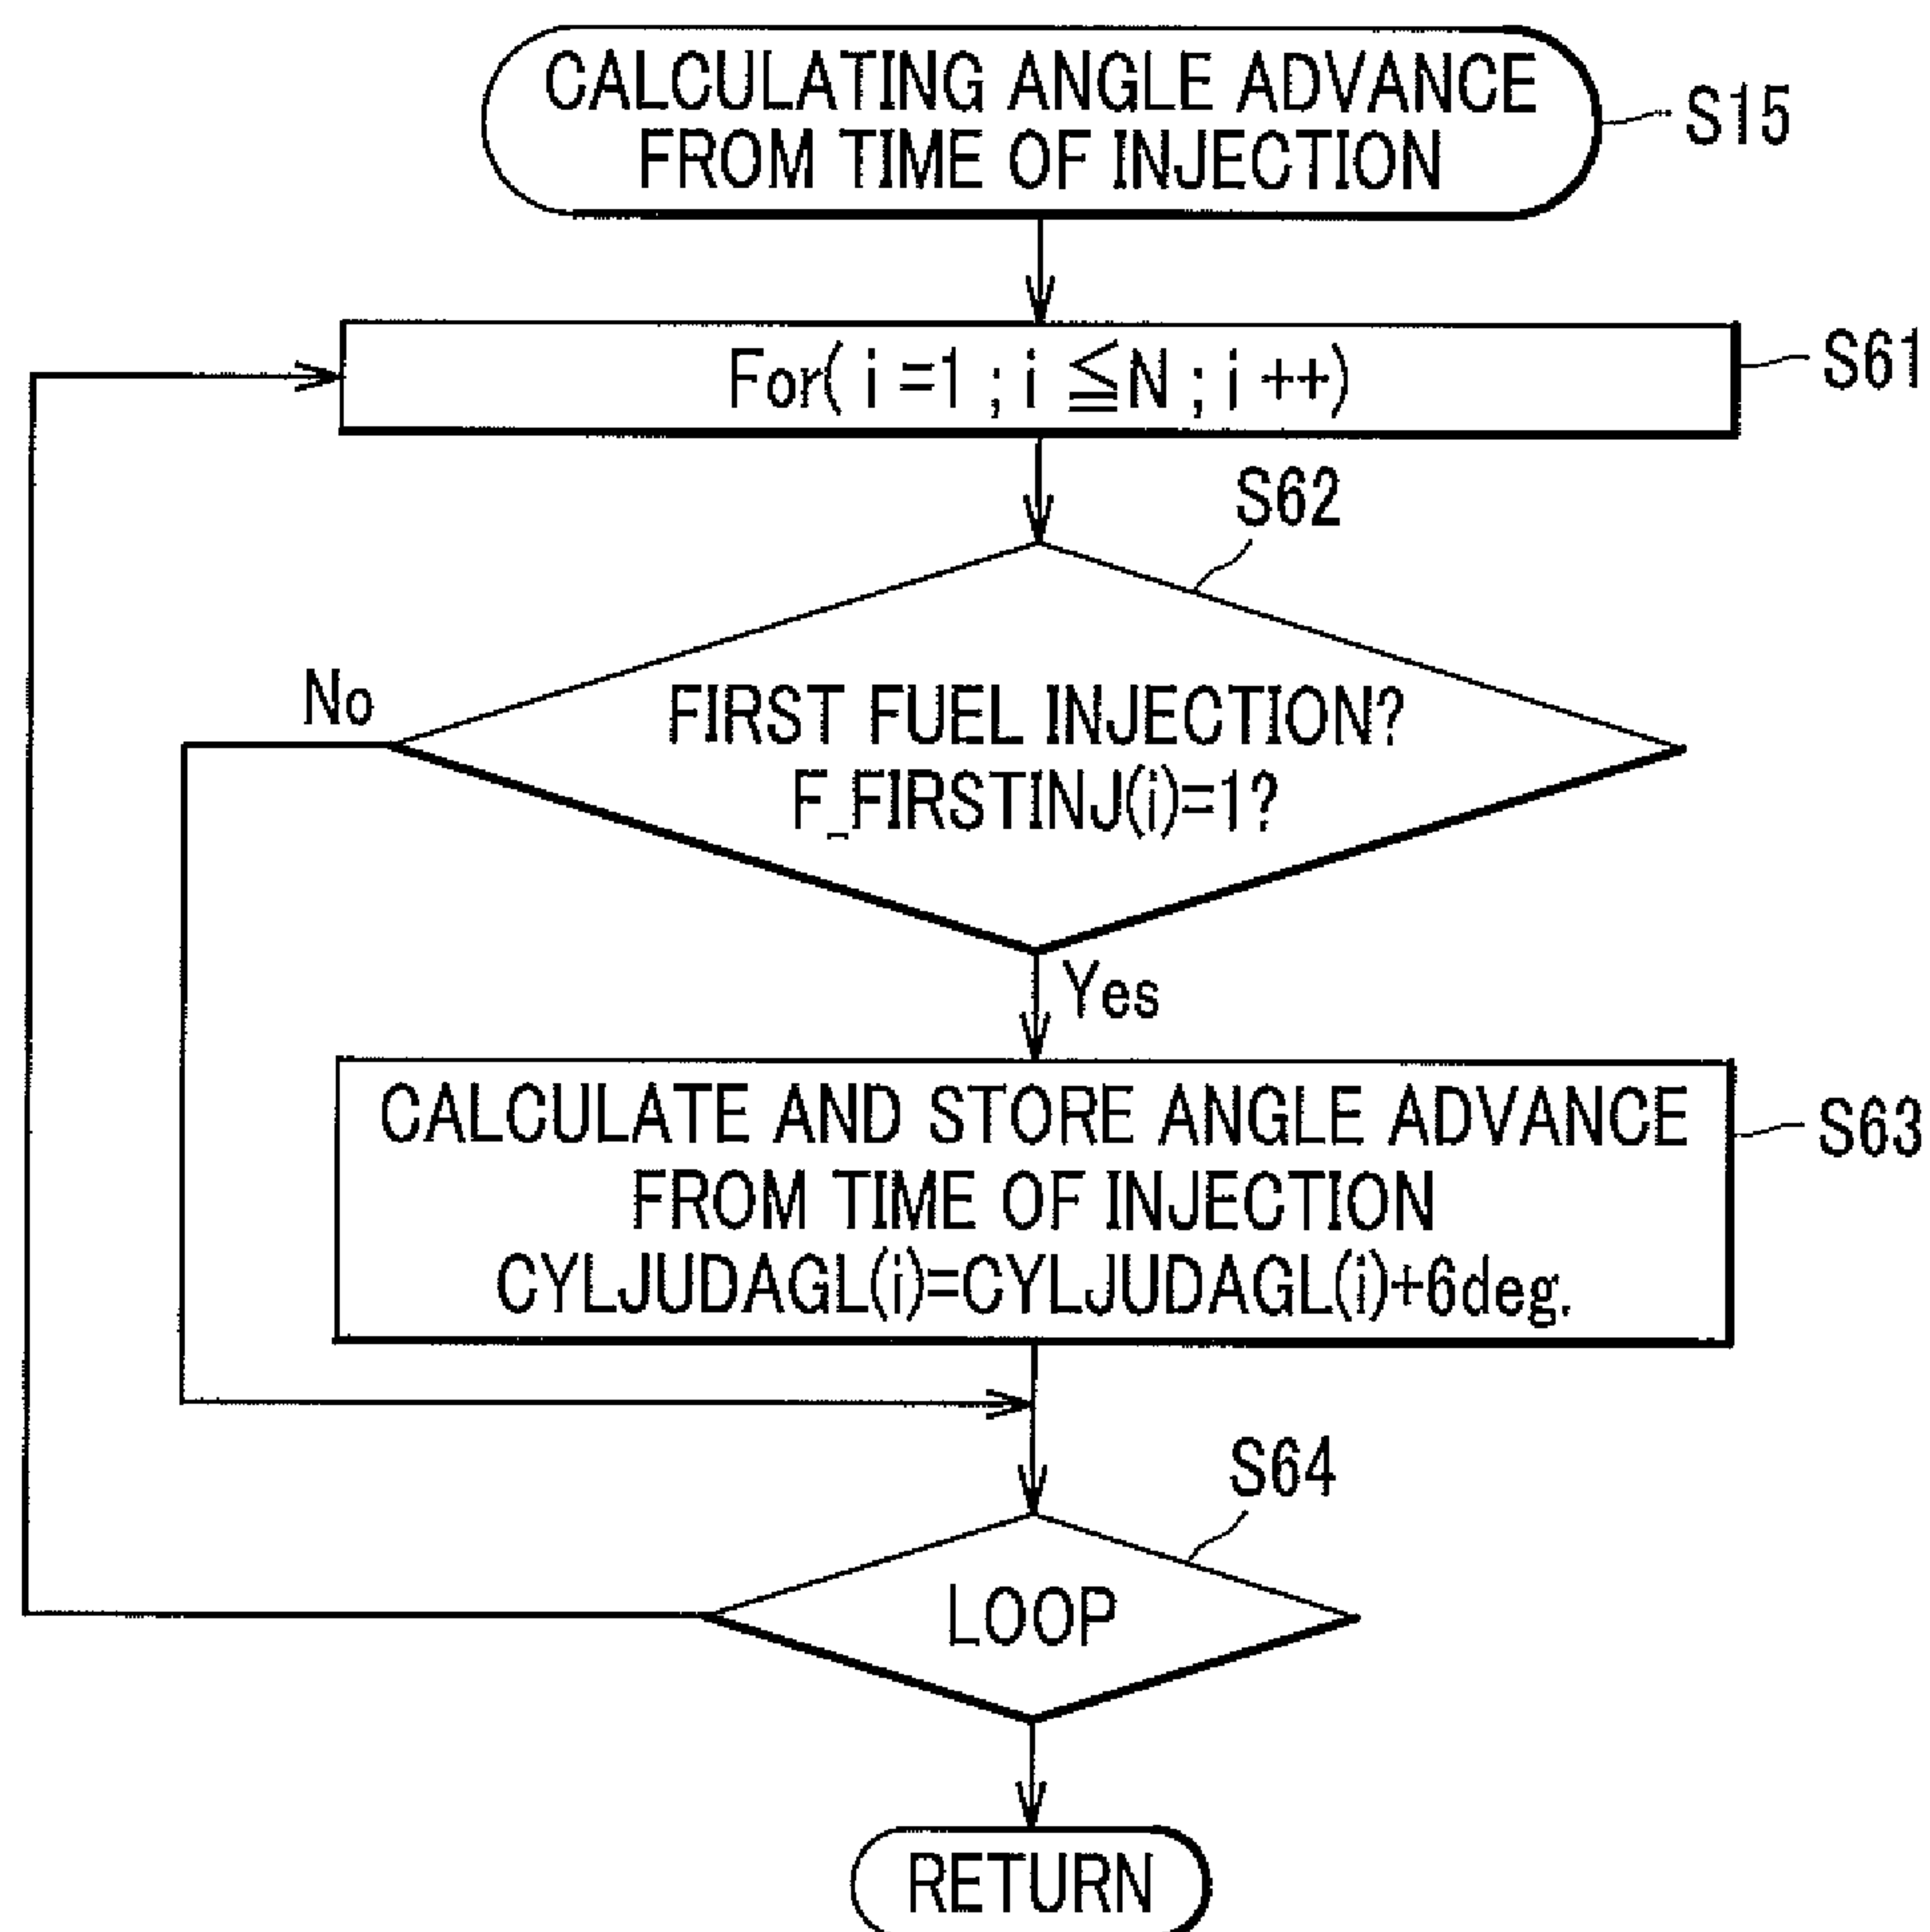 CALCULATING ANGLE ADVANCE
FROM TIME OF INJECTION
S15
For( i =1 ; i ≦N ; i ++)
S61
S62
No
FIRST FUEL INJECTION?
F_FIRSTINJ(i)=1?
Yes
CALCULATE AND STORE ANGLE ADVANCE
FROM TIME OF INJECTION
CYLJUDAGL(i)=CYLJUDAGL(i)+6deg.
S63
S64
LOOP
RETURN